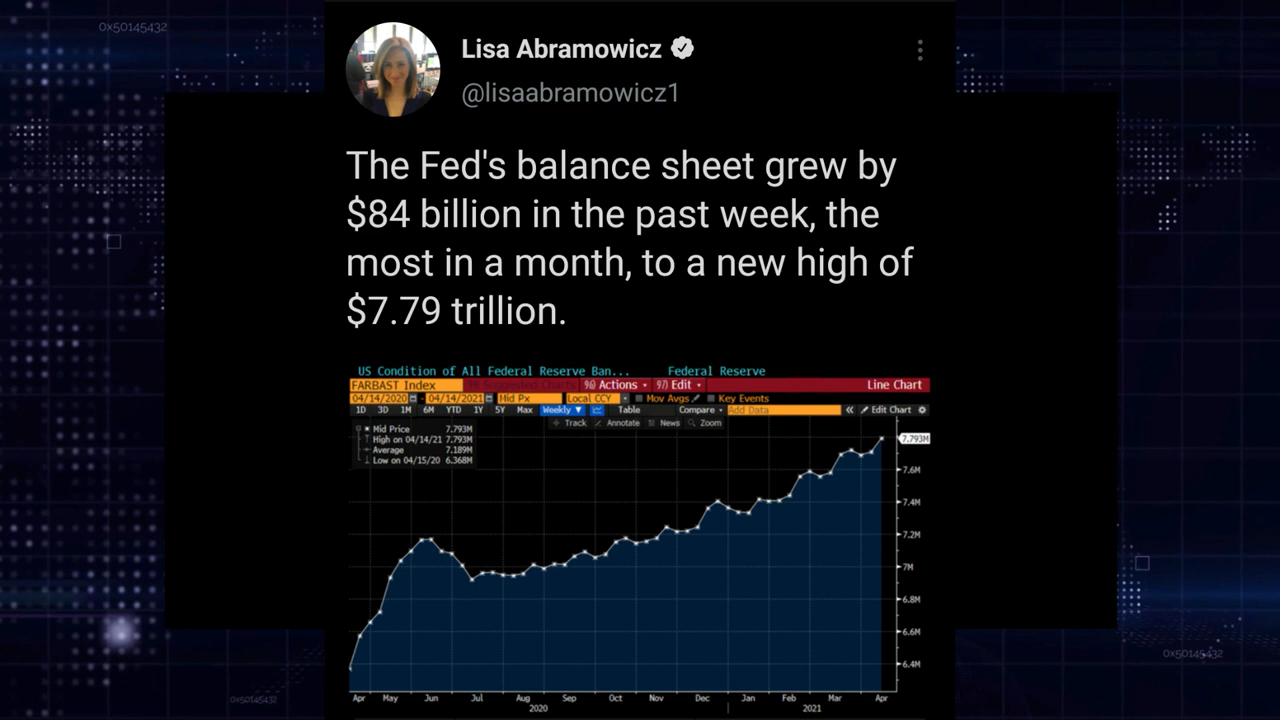 0x50145432
Lisa Abramowicz
@lisaabramowicz1
The Fed's balance sheet grew by
$84 billion in the past week, the
most in a month, to a new high of
$7.79 trillion.
US Condition of All Federal Reserve Ban... Federal Reserve
FARBAST Index 96 Suggested Charts 96 Actions 97 Edit Line Chart
04/14/2020 - 04/14/2021 Mid Px Local CCY Mov Avgs Key Events
1D 3D 1M 6M YTD 1Y 5Y Max Weekly ▼ Table Compare Add Data « Edit Chart
Track Annotate News Zoom
Mid Price 7.793M
High on 04/14/21 7.793M
Average 7.189M
Low on 04/15/20 6.368M
7.793M
7.6M
7.4M
7.2M
7M
6.8M
6.6M
6.4M
Apr May Jun Jul Aug Sep Oct Nov Dec Jan Feb Mar Apr
2020 2021
0x50145432
0x50145432